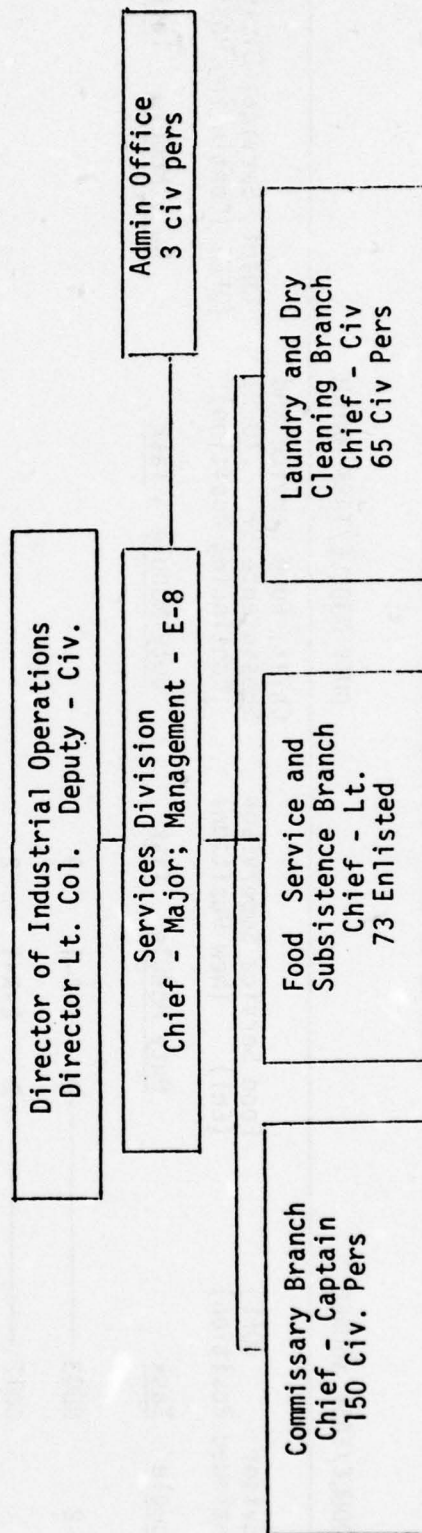 Director of Industrial Operations
Director Lt. Col. Deputy - Civ.
Services Division
Chief - Major; Management - E-8
Admin Office
3 civ pers
Commissary Branch
Chief - Captain
150 Civ. Pers
Food Service and
Subsistence Branch
Chief - Lt.
73 Enlisted
Laundry and Dry
Cleaning Branch
Chief - Civ
65 Civ Pers